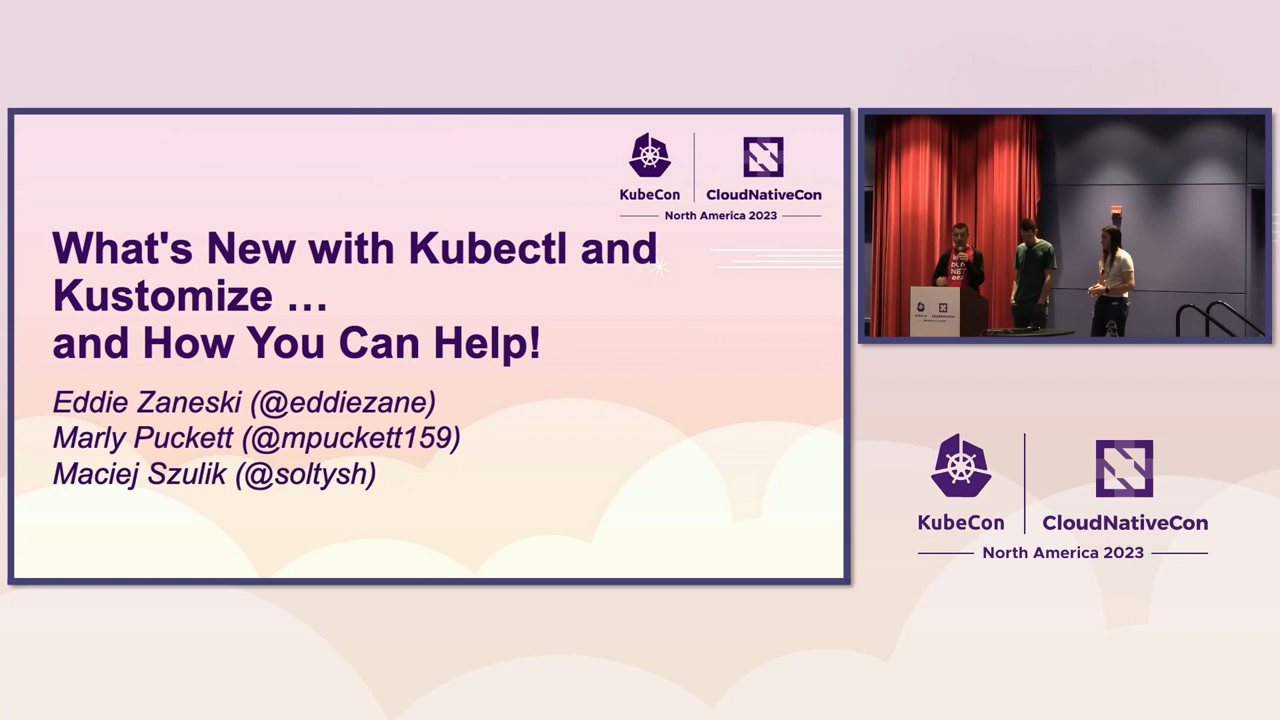 KubeCon
CloudNativeCon
North America 2023
What's New with Kubectl and
Kustomize …
and How You Can Help!
Eddie Zaneski (@eddiezane)
Marly Puckett (@mpuckett159)
Maciej Szulik (@soltysh)
KubeCon
CloudNativeCon
North America 2023